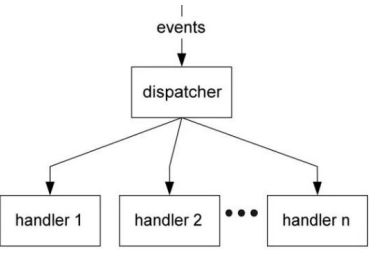 events
dispatcher
handler 1
handler 2
handler n